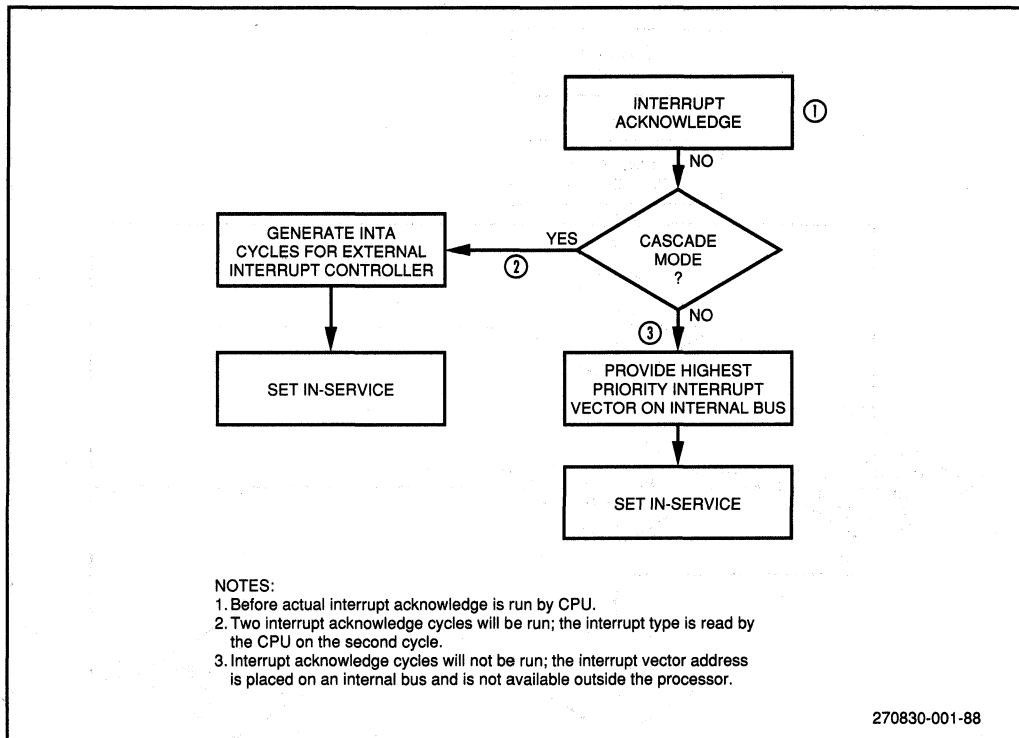 INTERRUPT
ACKNOWLEDGE
①
NO
CASCADE
MODE
?
YES
②
GENERATE INTA
CYCLES FOR EXTERNAL
INTERRUPT CONTROLLER
SET IN-SERVICE
NO
③
PROVIDE HIGHEST
PRIORITY INTERRUPT
VECTOR ON INTERNAL BUS
SET IN-SERVICE
NOTES:
1. Before actual interrupt acknowledge is run by CPU.
2. Two interrupt acknowledge cycles will be run; the interrupt type is read by
the CPU on the second cycle.
3. Interrupt acknowledge cycles will not be run; the interrupt vector address
is placed on an internal bus and is not available outside the processor.
270830-001-88